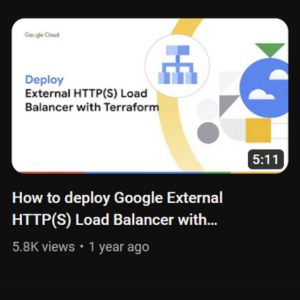 Google Cloud
Deploy
External HTTP(S) Load
Balancer with Terraform
5:11
How to deploy Google External
HTTP(S) Load Balancer with...
5.8K views • 1 year ago